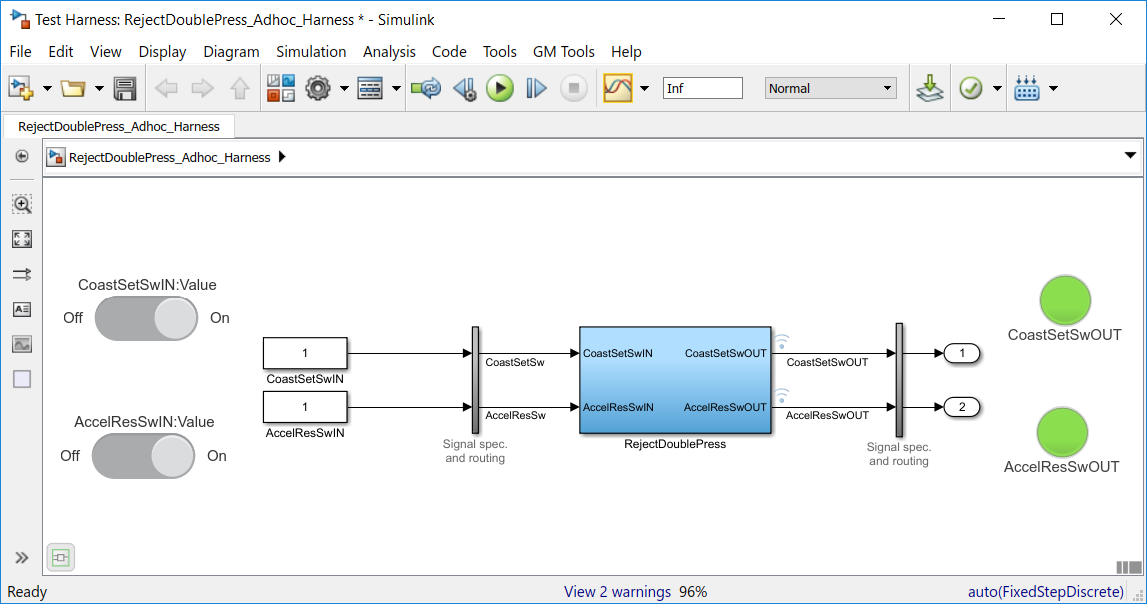 Test Harness: RejectDoublePress_Adhoc_Harness * - Simulink
File Edit View Display Diagram Simulation Analysis Code Tools GM Tools Help
Inf
Normal
RejectDoublePress_Adhoc_Harness
RejectDoublePress_Adhoc_Harness
CoastSetSwIN:Value
Off
On
1
CoastSetSwIN
AccelResSwIN:Value
Off
On
1
AccelResSwIN
CoastSetSw
AccelResSw
Signal spec.
and routing
CoastSetSwIN
CoastSetSwOUT
AccelResSwIN
AccelResSwOUT
RejectDoublePress
CoastSetSwOUT
AccelResSwOUT
Signal spec.
and routing
1
2
CoastSetSwOUT
AccelResSwOUT
Ready
View 2 warnings
96%
auto(FixedStepDiscrete)